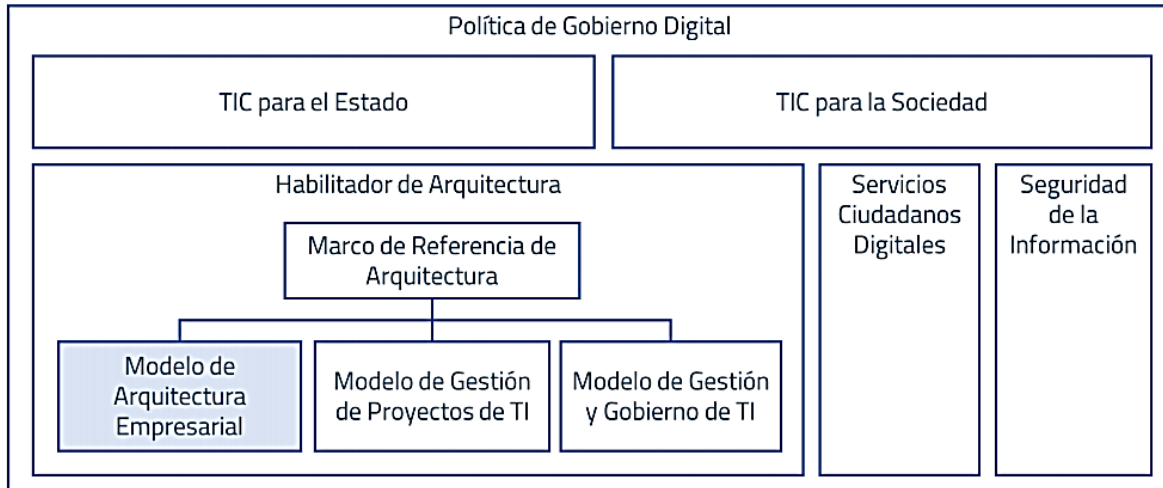 Política de Gobierno Digital
TIC para el Estado
TIC para la Sociedad
Habilitador de Arquitectura
Marco de Referencia de
Arquitectura
Modelo de
Arquitectura
Empresarial
Modelo de Gestión
de Proyectos de TI
Modelo de Gestión
y Gobierno de TI
Servicios
Ciudadanos
Digitales
Seguridad
de la
Información